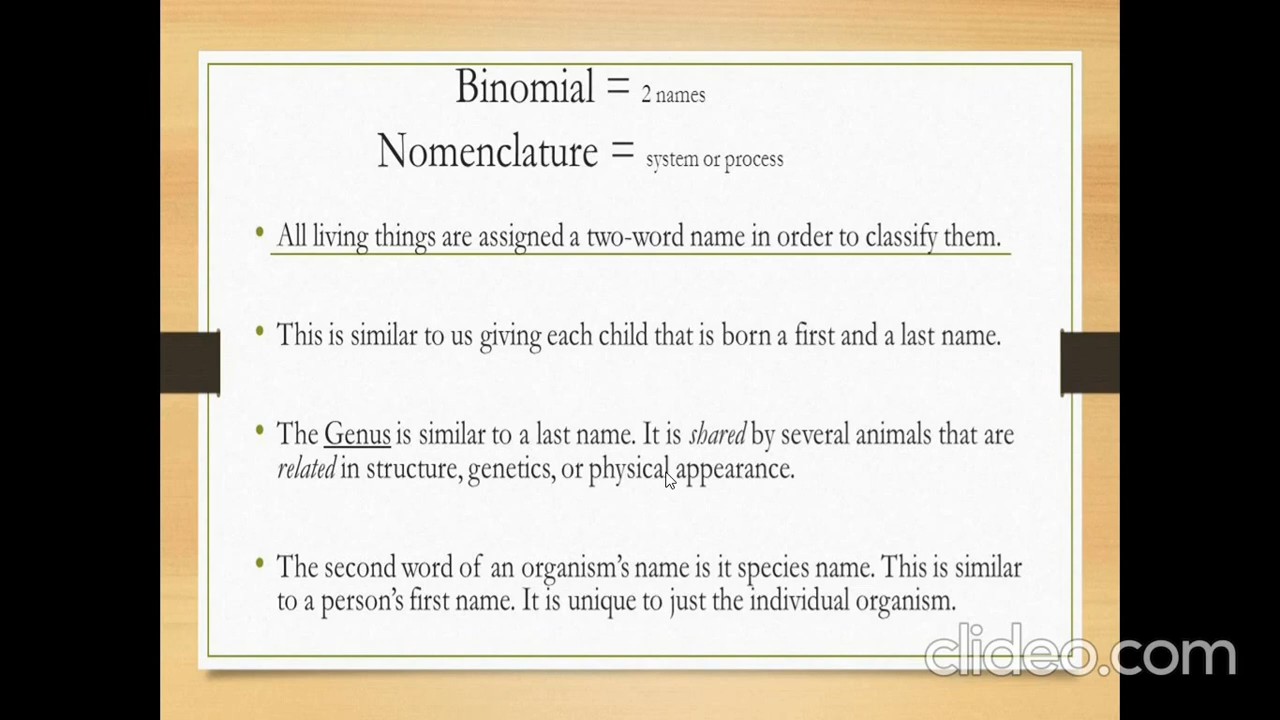 Binomial = 2 names
Nomenclature = system or process
• All living things are assigned a two-word name in order to classify them.
• This is similar to us giving each child that is born a first and a last name.
• The Genus is similar to a last name. It is shared by several animals that are
related in structure, genetics, or physical appearance.
• The second word of an organism’s name is it species name. This is similar
to a person’s first name. It is unique to just the individual organism.
clideo.com